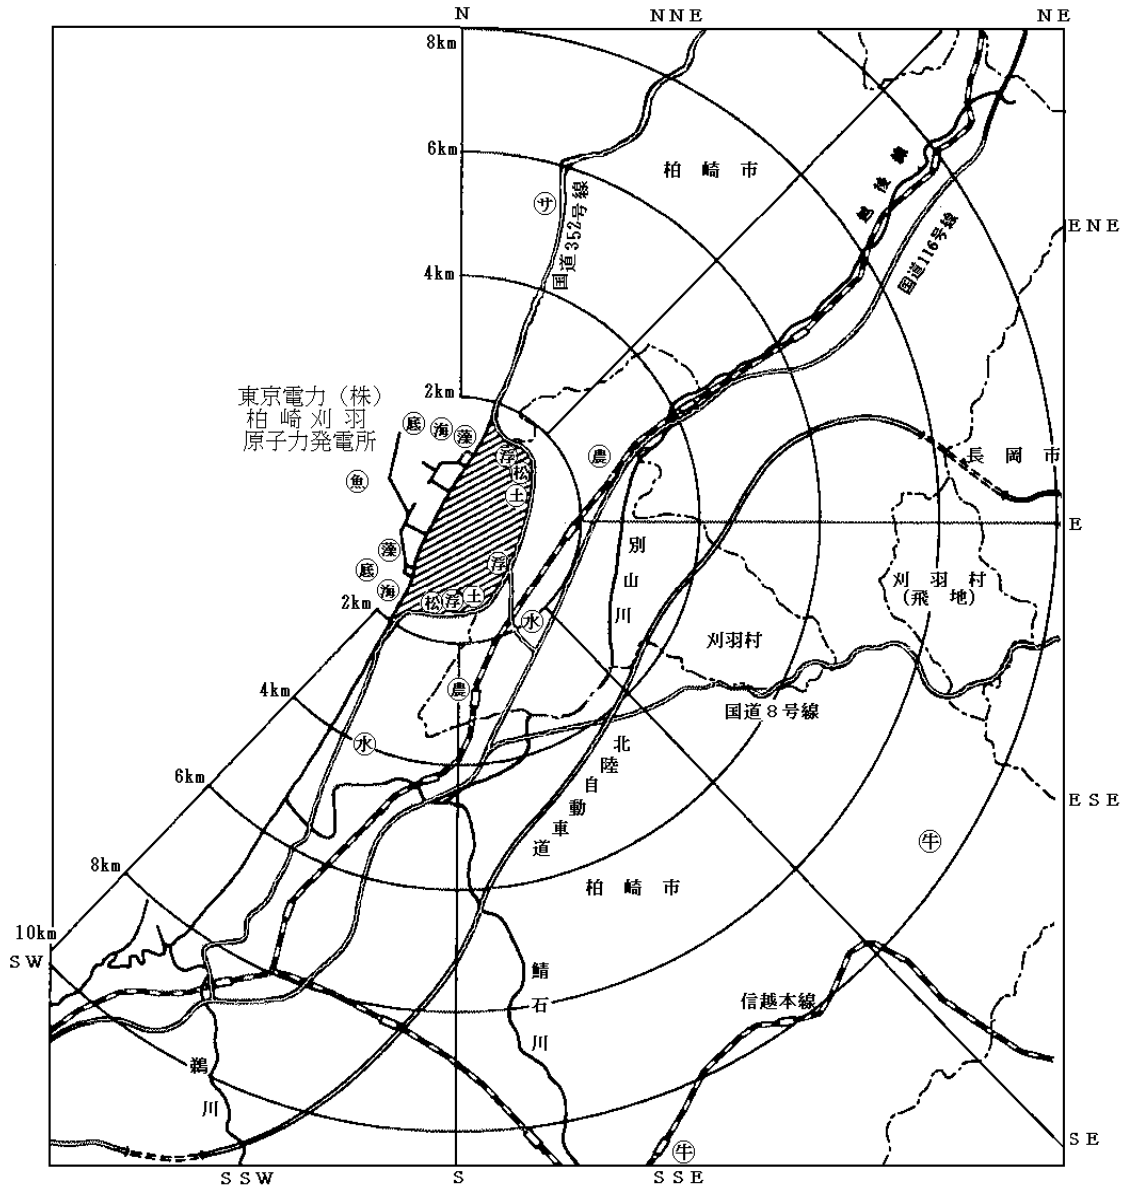 N
NNE
NE
8km
6km
柏崎市
越後線
サ
国道352号線
ENE
国道116号線
4km
2km
東京電力（株）
柏崎刈羽
原子力発電所
底
海
藻
浮
農
松
長岡市
魚
土
E
藻
別山川
浮
底
刈羽村
（飛地）
海
2km
松
浮
土
水
刈羽村
4km
農
国道８号線
水
北陸自動車道
6km
ESE
牛
8km
柏崎市
10km
SW
鯖石川
信越本線
鵜川
SE
牛
SSW
S
SSE